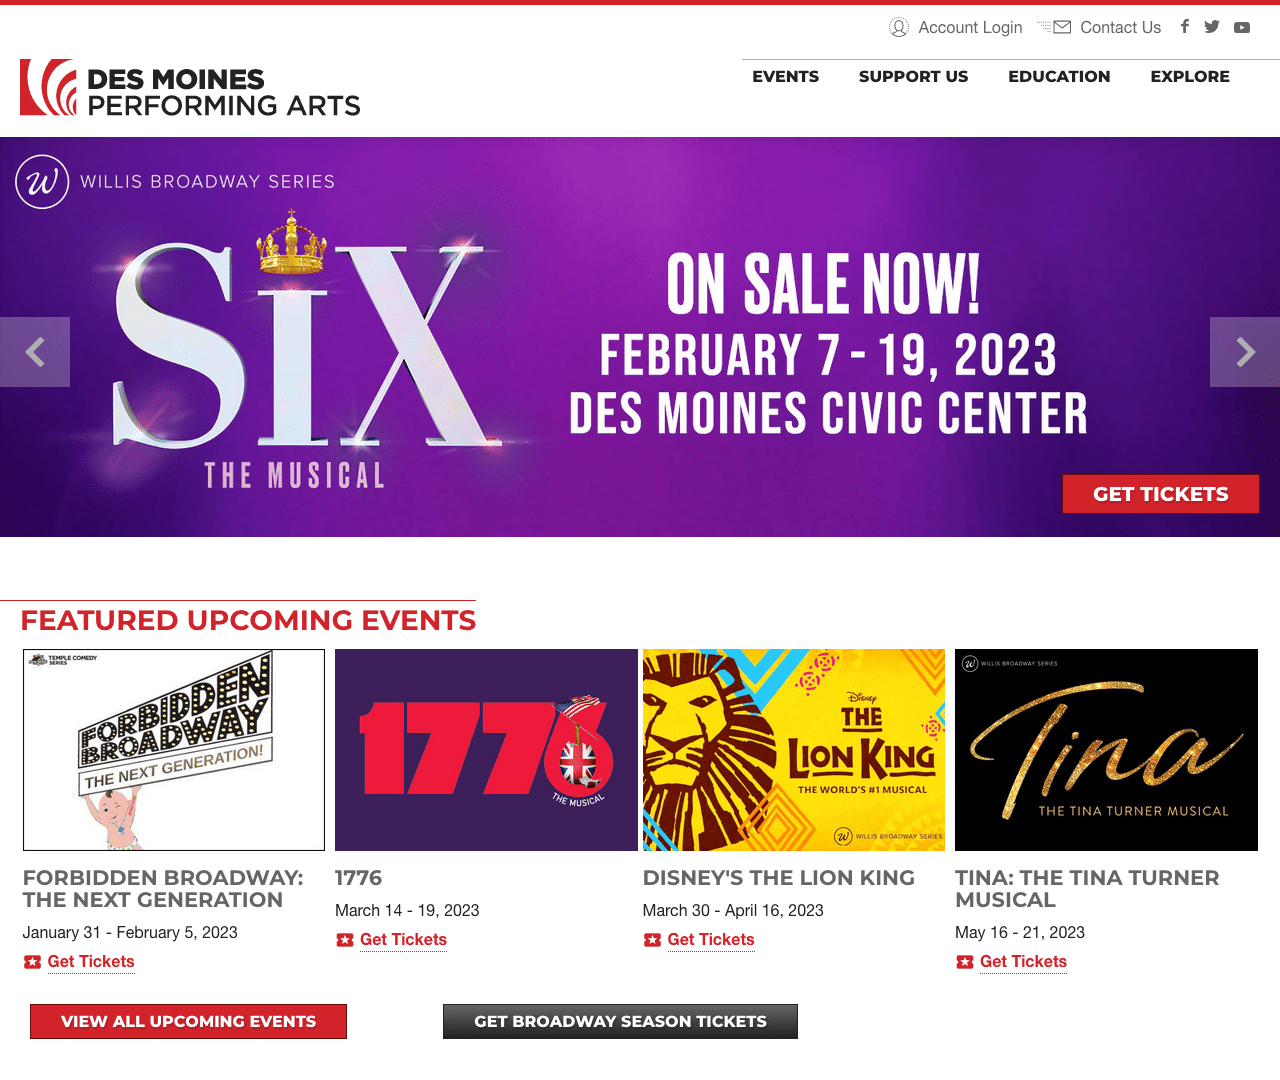 Account Login
Contact Us
DES MOINES
PERFORMING ARTS
EVENTS
SUPPORT US
EDUCATION
EXPLORE
W WILLIS BROADWAY SERIES
SiX
THE MUSICAL
ON SALE NOW!
FEBRUARY 7 - 19, 2023
DES MOINES CIVIC CENTER
GET TICKETS
FEATURED UPCOMING EVENTS
TEMPLE COMEDY
SERIES
FORBIDDEN
BROADWAY
THE NEXT GENERATION!
FORBIDDEN BROADWAY:
THE NEXT GENERATION
January 31 - February 5, 2023
Get Tickets
1776
THE MUSICAL
1776
March 14 - 19, 2023
Get Tickets
Disney
THE
LION KING
THE WORLD'S #1 MUSICAL
W WILLIS BROADWAY SERIES
DISNEY'S THE LION KING
March 30 - April 16, 2023
Get Tickets
W WILLIS BROADWAY SERIES
Tina
THE TINA TURNER MUSICAL
TINA: THE TINA TURNER
MUSICAL
May 16 - 21, 2023
Get Tickets
VIEW ALL UPCOMING EVENTS
GET BROADWAY SEASON TICKETS